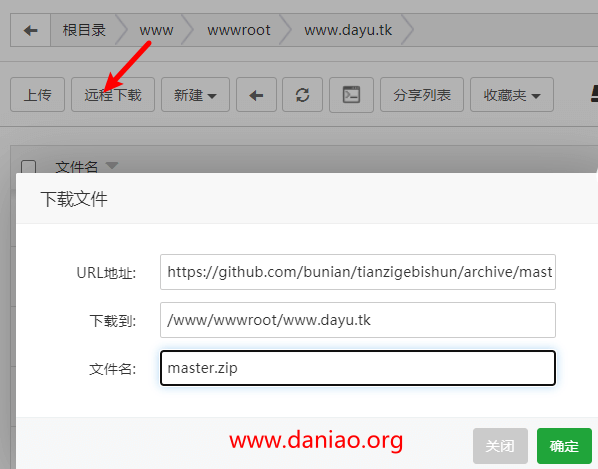 根目录 www wwwroot www.dayu.tk
上传 远程下载 新建 分享列表 收藏夹
文件名
下载文件
URL地址: https://github.com/bunian/tianzigebishun/archive/mast
下载到: /www/wwwroot/www.dayu.tk
文件名: master.zip
www.daniao.org 关闭 确定